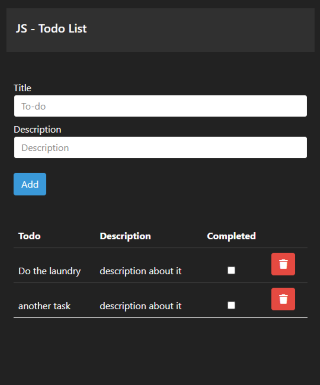 JS - Todo List
Title
To-do
Description
Description
Add
Todo Description Completed
Do the laundry description about it
another task description about it